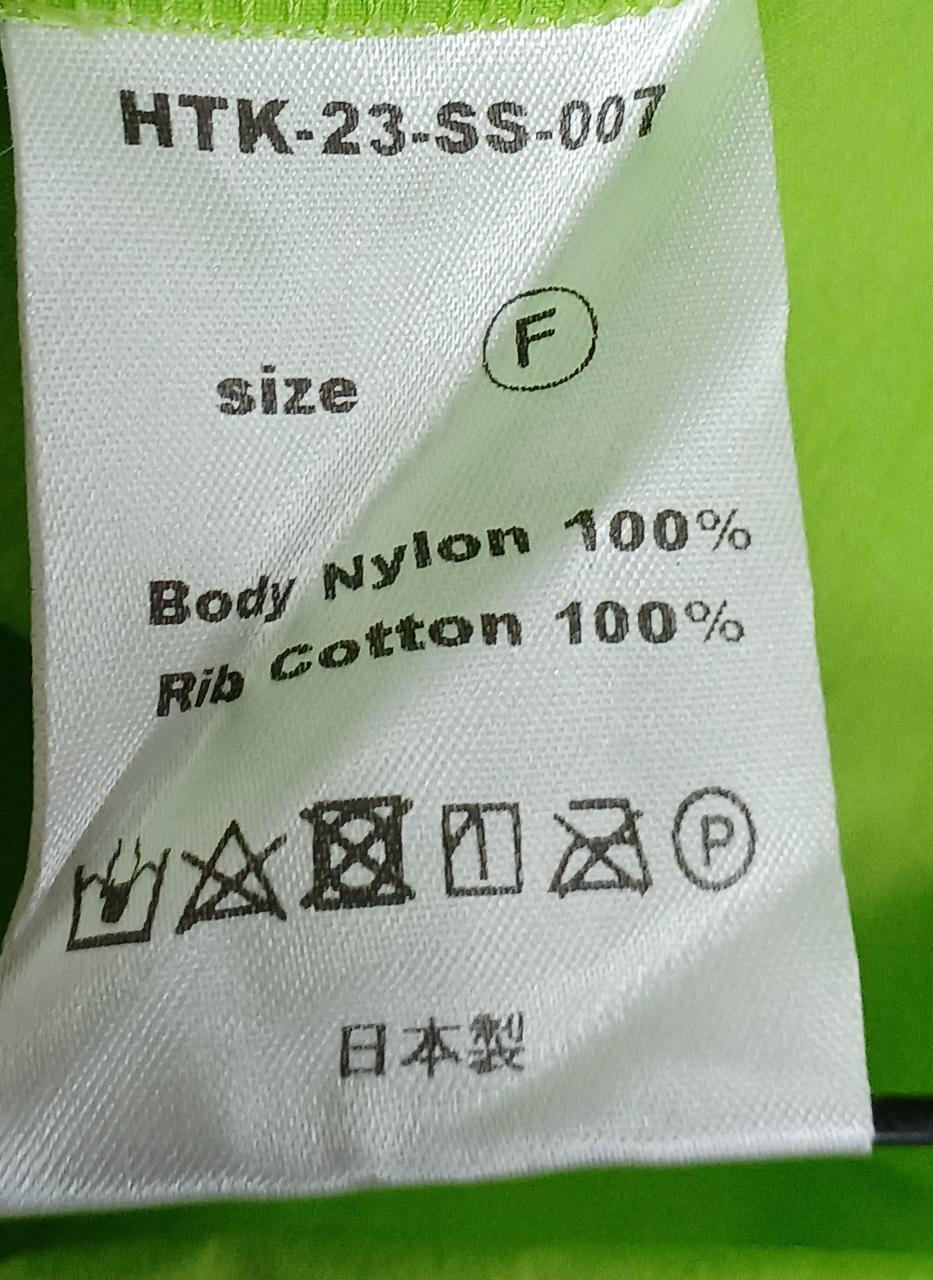 HTK-23-SS-007
size F
Body Nylon 100%
Rib Cotton 100%
P
日本製